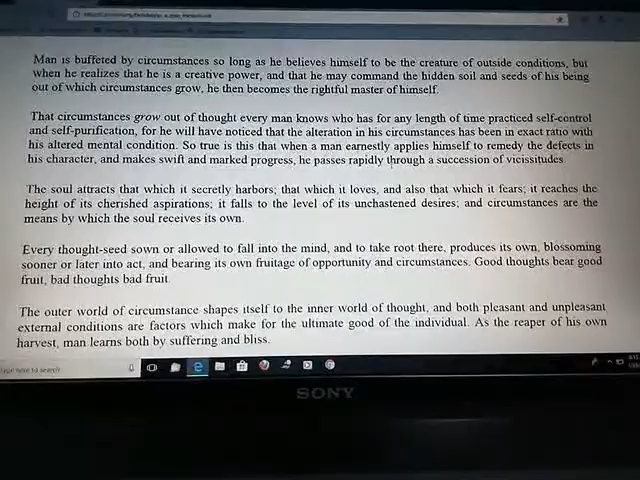 Man is buffeted by circumstances so long as he believes himself to be the creature of outside conditions, but
when he realizes that he is a creative power, and that he may command the hidden soil and seeds of his being
out of which circumstances grow, he then becomes the rightful master of himself.
That circumstances grow out of thought every man knows who has for any length of time practiced self-control
and self-purification, for he will have noticed that the alteration in his circumstances has been in exact ratio with
his altered mental condition. So true is this that when a man earnestly applies himself to remedy the defects in
his character, and makes swift and marked progress, he passes rapidly through a succession of vicissitudes.
The soul attracts that which it secretly harbors; that which it loves, and also that which it fears; it reaches the
height of its cherished aspirations; it falls to the level of its unchastened desires; and circumstances are the
means by which the soul receives its own.
Every thought-seed sown or allowed to fall into the mind, and to take root there, produces its own, blossoming
sooner or later into act, and bearing its own fruitage of opportunity and circumstances. Good thoughts bear good
fruit, bad thoughts bad fruit.
The outer world of circumstance shapes itself to the inner world of thought, and both pleasant and unpleasant
external conditions are factors which make for the ultimate good of the individual. As the reaper of his own
harvest, man learns both by suffering and bliss.
here to search
SONY